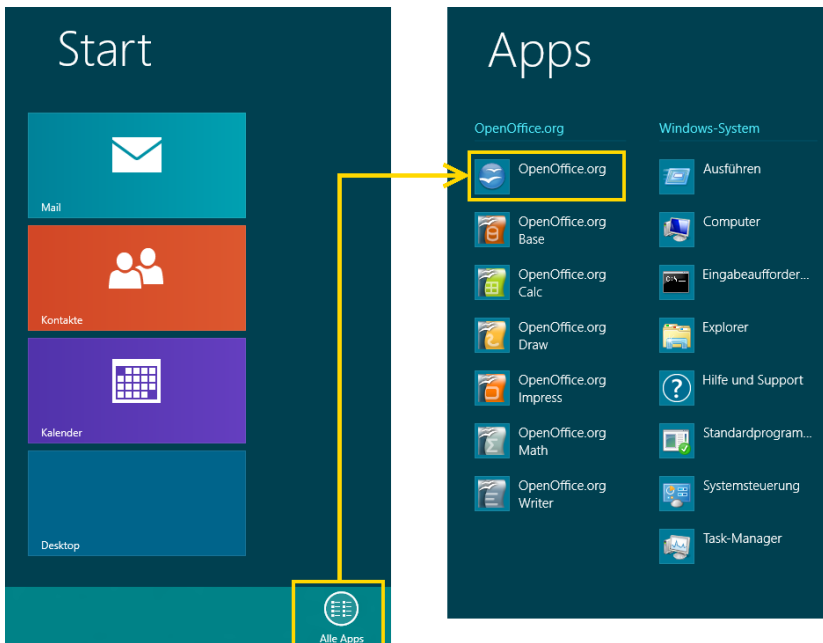 Start
Mail
Kontakte
Kalender
Desktop
Alle Apps
Apps
OpenOffice.org
OpenOffice.org
OpenOffice.org
Base
OpenOffice.org
Calc
OpenOffice.org
Draw
OpenOffice.org
Impress
OpenOffice.org
Math
OpenOffice.org
Writer
Windows-System
Ausführen
Computer
Eingabeaufforder...
Explorer
Hilfe und Support
Standardprogram...
Systemsteuerung
Task-Manager